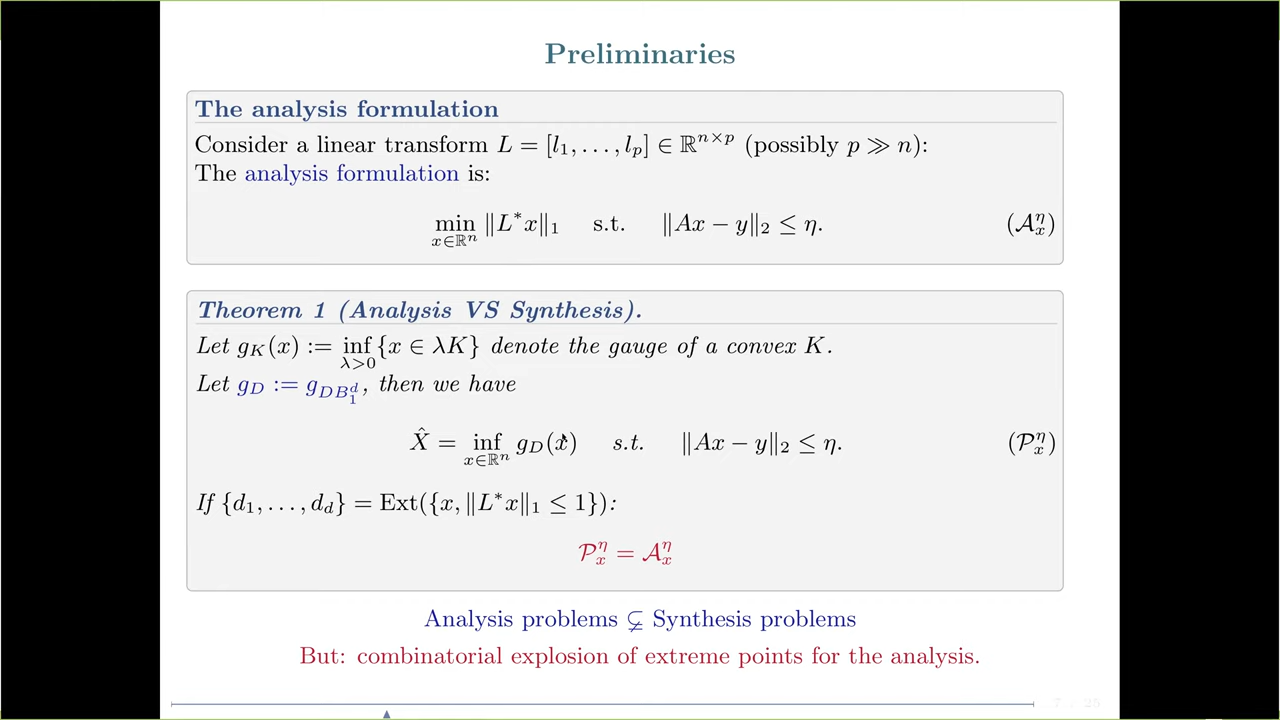 Preliminaries
The analysis formulation
Consider a linear transform L = [l₁, . . . , lₚ] ∈ ℝⁿˣᵖ (possibly p ≫ n):
The analysis formulation is:
min_{x∈ℝⁿ} ‖L*x‖₁ s.t. ‖Ax − y‖₂ ≤ η. (𝒜ₓ^η)
Theorem 1 (Analysis VS Synthesis).
Let g_K(x) := inf_{λ>0} {x ∈ λK} denote the gauge of a convex K.
Let g_D := g_{DB₁^d}, then we have
X̂ = inf_{x∈ℝⁿ} g_D(x) s.t. ‖Ax − y‖₂ ≤ η. (𝒫ₓ^η)
If {d₁, . . . , d_d} = Ext({x, ‖L*x‖₁ ≤ 1}):
𝒫ₓ^η = 𝒜ₓ^η
Analysis problems ⊊ Synthesis problems
But: combinatorial explosion of extreme points for the analysis.
7 / 25